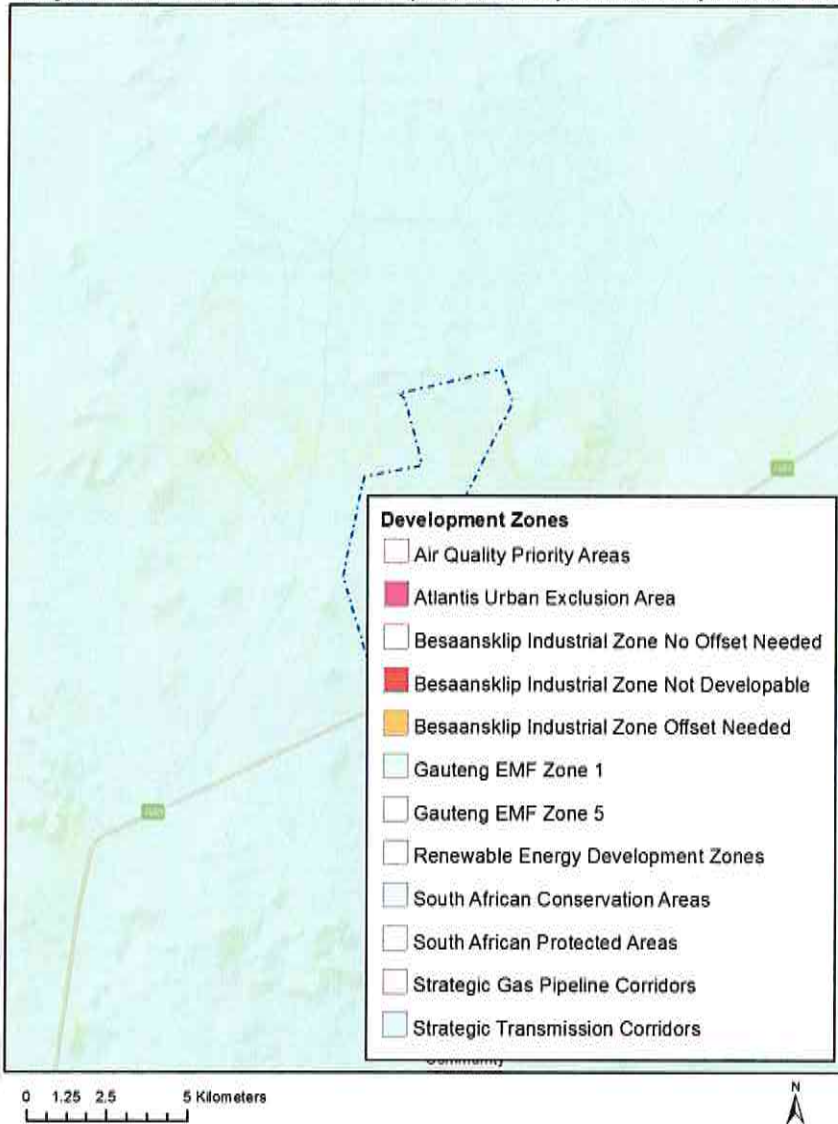 Development Zones
Air Quality Priority Areas
Atlantis Urban Exclusion Area
Besaansklip Industrial Zone No Offset Needed
Besaansklip Industrial Zone Not Developable
Besaansklip Industrial Zone Offset Needed
Gauteng EMF Zone 1
Gauteng EMF Zone 5
Renewable Energy Development Zones
South African Conservation Areas
South African Protected Areas
Strategic Gas Pipeline Corridors
Strategic Transmission Corridors
0 1.25 2.5 5 Kilometers
N